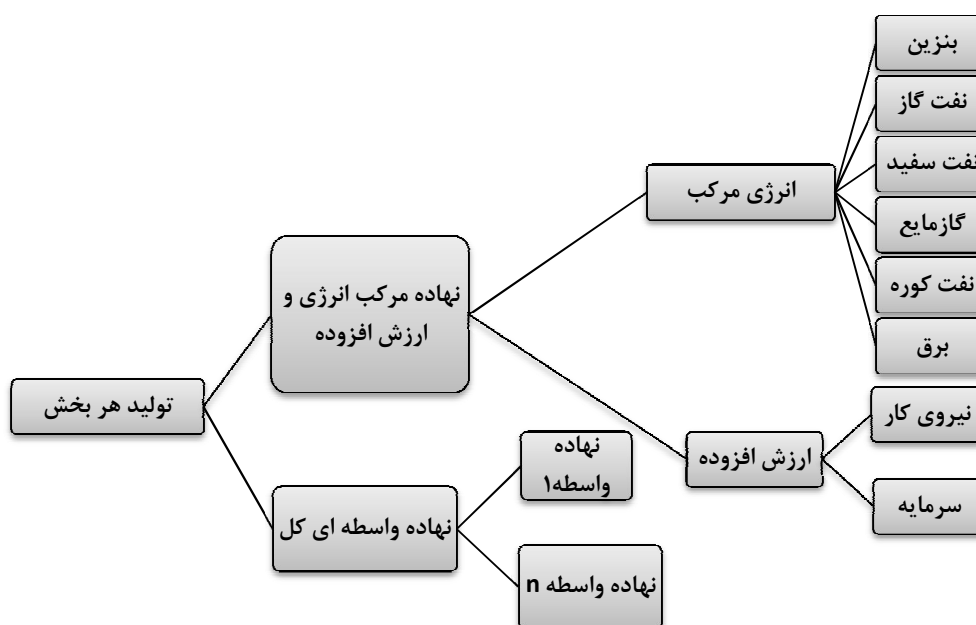 بنزین
نفت گاز
نفت سفید
گازمایع
نفت کوره
برق
انرژی مرکب
نهاده مرکب انرژی و
ارزش افزوده
تولید هر بخش
نیروی کار
ارزش افزوده
سرمایه
نهاده
واسطه۱
نهاده واسطه ای کل
نهاده واسطه n